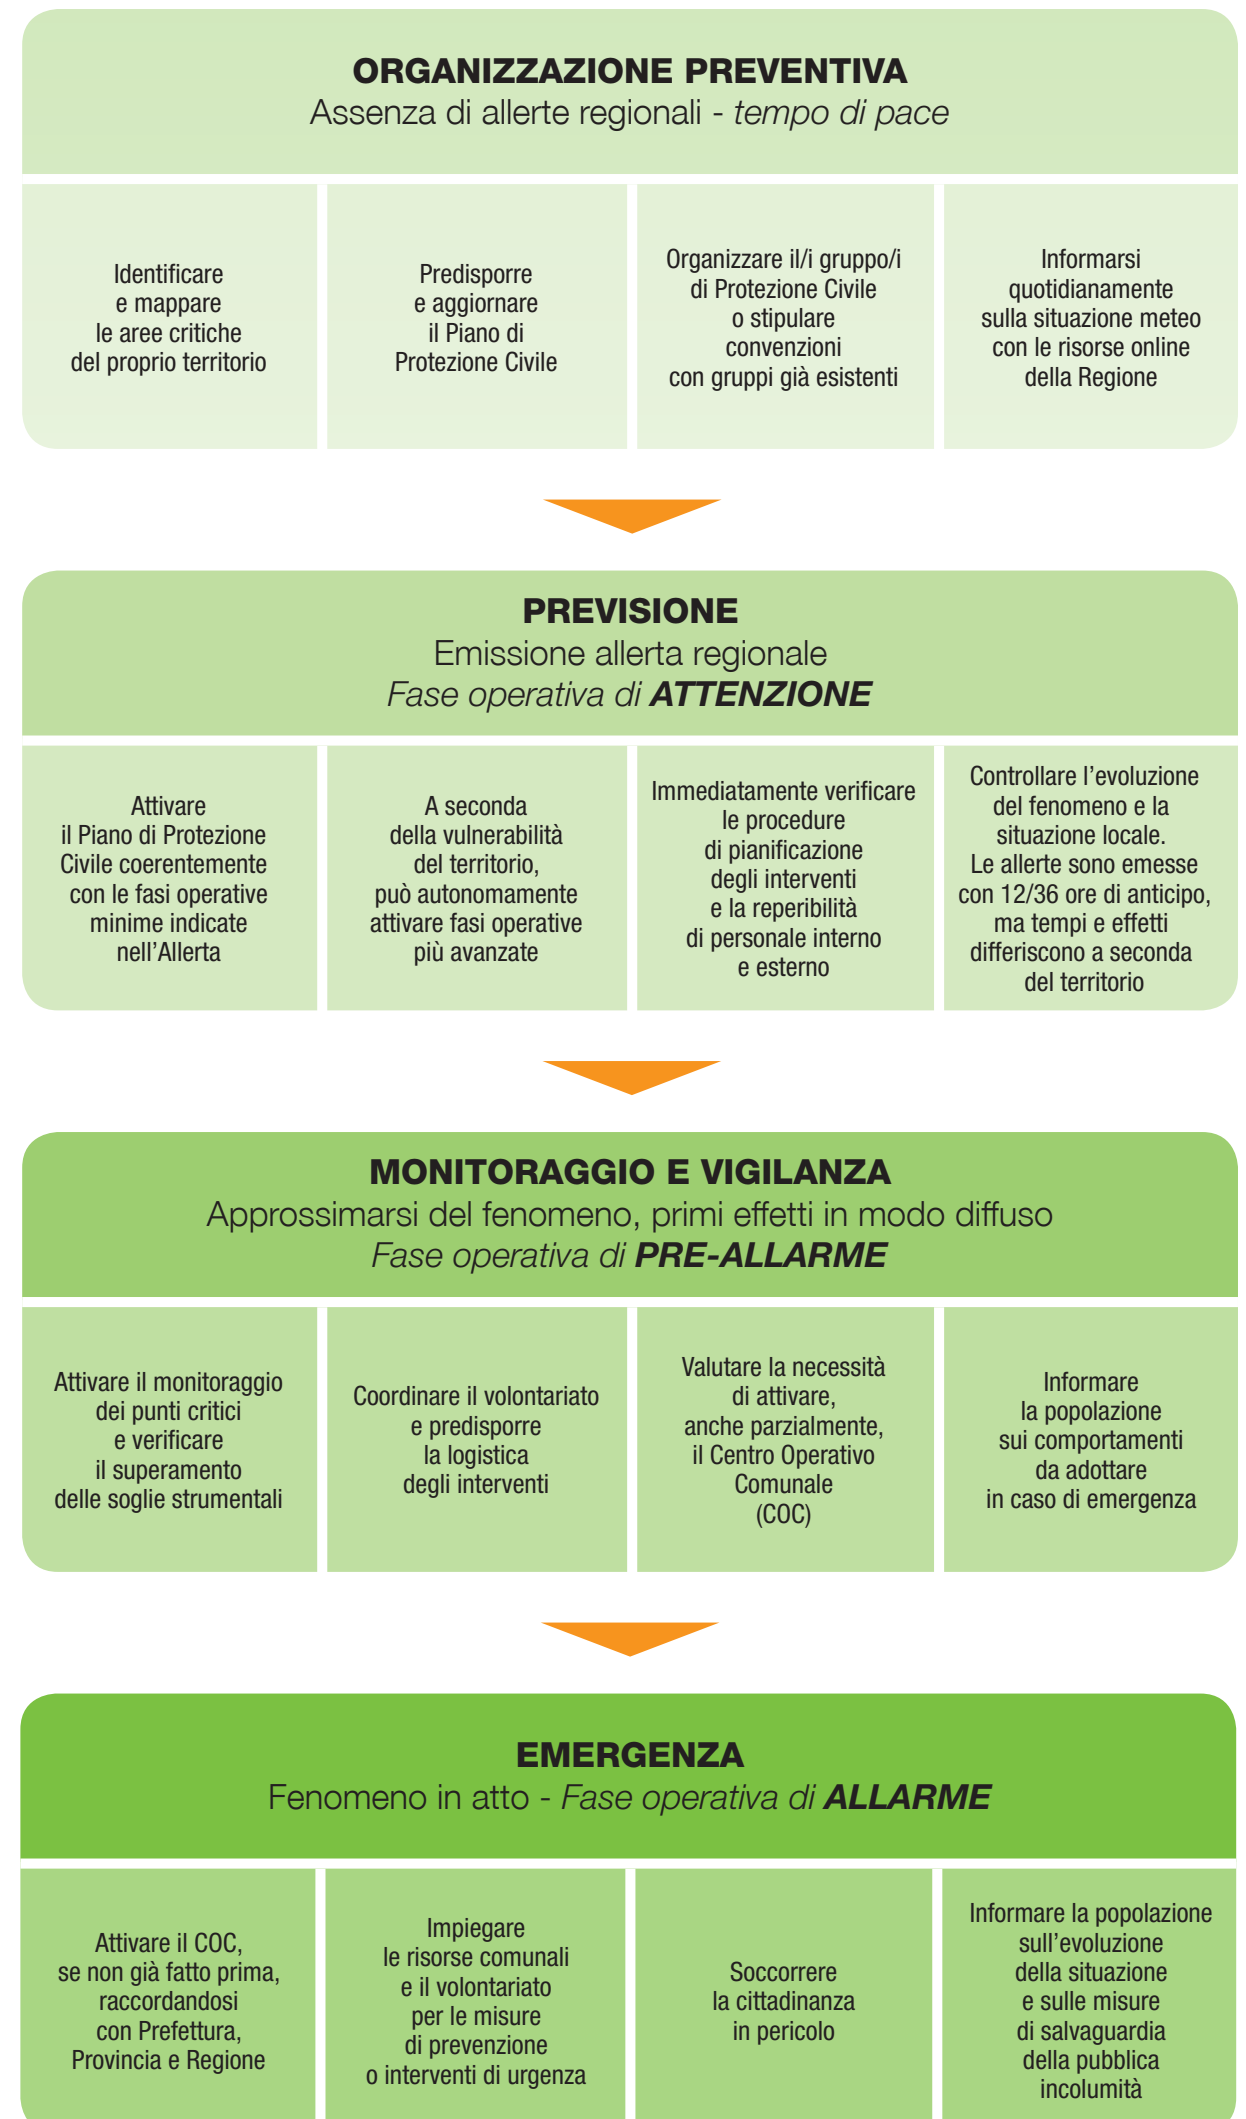 ORGANIZZAZIONE PREVENTIVA
Assenza di allerte regionali - tempo di pace
Identificare
e mappare
le aree critiche
del proprio territorio
Predisporre
e aggiornare
il Piano di
Protezione Civile
Organizzare il/i gruppo/i
di Protezione Civile
o stipulare
convenzioni
con gruppi già esistenti
Informarsi
quotidianamente
sulla situazione meteo
con le risorse online
della Regione
PREVISIONE
Emissione allerta regionale
Fase operativa di ATTENZIONE
Attivare
il Piano di Protezione
Civile coerentemente
con le fasi operative
minime indicate
nell’Allerta
A seconda
della vulnerabilità
del territorio,
può autonomamente
attivare fasi operative
più avanzate
Immediatamente verificare
le procedure
di pianificazione
degli interventi
e la reperibilità
di personale interno
e esterno
Controllare l’evoluzione
del fenomeno e la
situazione locale.
Le allerte sono emesse
con 12/36 ore di anticipo,
ma tempi e effetti
differiscono a seconda
del territorio
MONITORAGGIO E VIGILANZA
Approssimarsi del fenomeno, primi effetti in modo diffuso
Fase operativa di PRE-ALLARME
Attivare il monitoraggio
dei punti critici
e verificare
il superamento
delle soglie strumentali
Coordinare il volontariato
e predisporre
la logistica
degli interventi
Valutare la necessità
di attivare,
anche parzialmente,
il Centro Operativo
Comunale
(COC)
Informare
la popolazione
sui comportamenti
da adottare
in caso di emergenza
EMERGENZA
Fenomeno in atto - Fase operativa di ALLARME
Attivare il COC,
se non già fatto prima,
raccordandosi
con Prefettura,
Provincia e Regione
Impiegare
le risorse comunali
e il volontariato
per le misure
di prevenzione
o interventi di urgenza
Soccorrere
la cittadinanza
in pericolo
Informare la popolazione
sull’evoluzione
della situazione
e sulle misure
di salvaguardia
della pubblica
incolumità